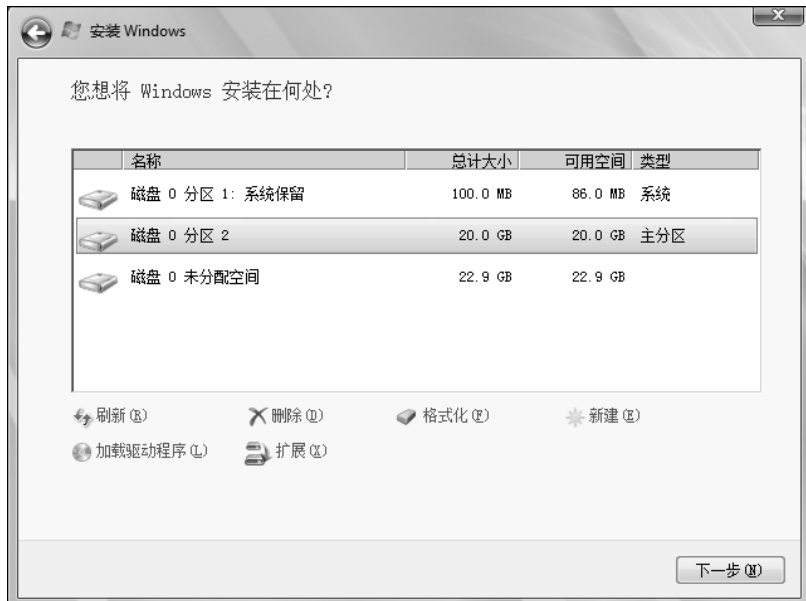 安装 Windows
您想将 Windows 安装在何处?
名称 总计大小 可用空间 类型
磁盘 0 分区 1: 系统保留 100.0 MB 86.0 MB 系统
磁盘 0 分区 2 20.0 GB 20.0 GB 主分区
磁盘 0 未分配空间 22.9 GB 22.9 GB
刷新(R) 删除(D) 格式化(F) 新建(E)
加载驱动程序(L) 扩展(X)
下一步(N)